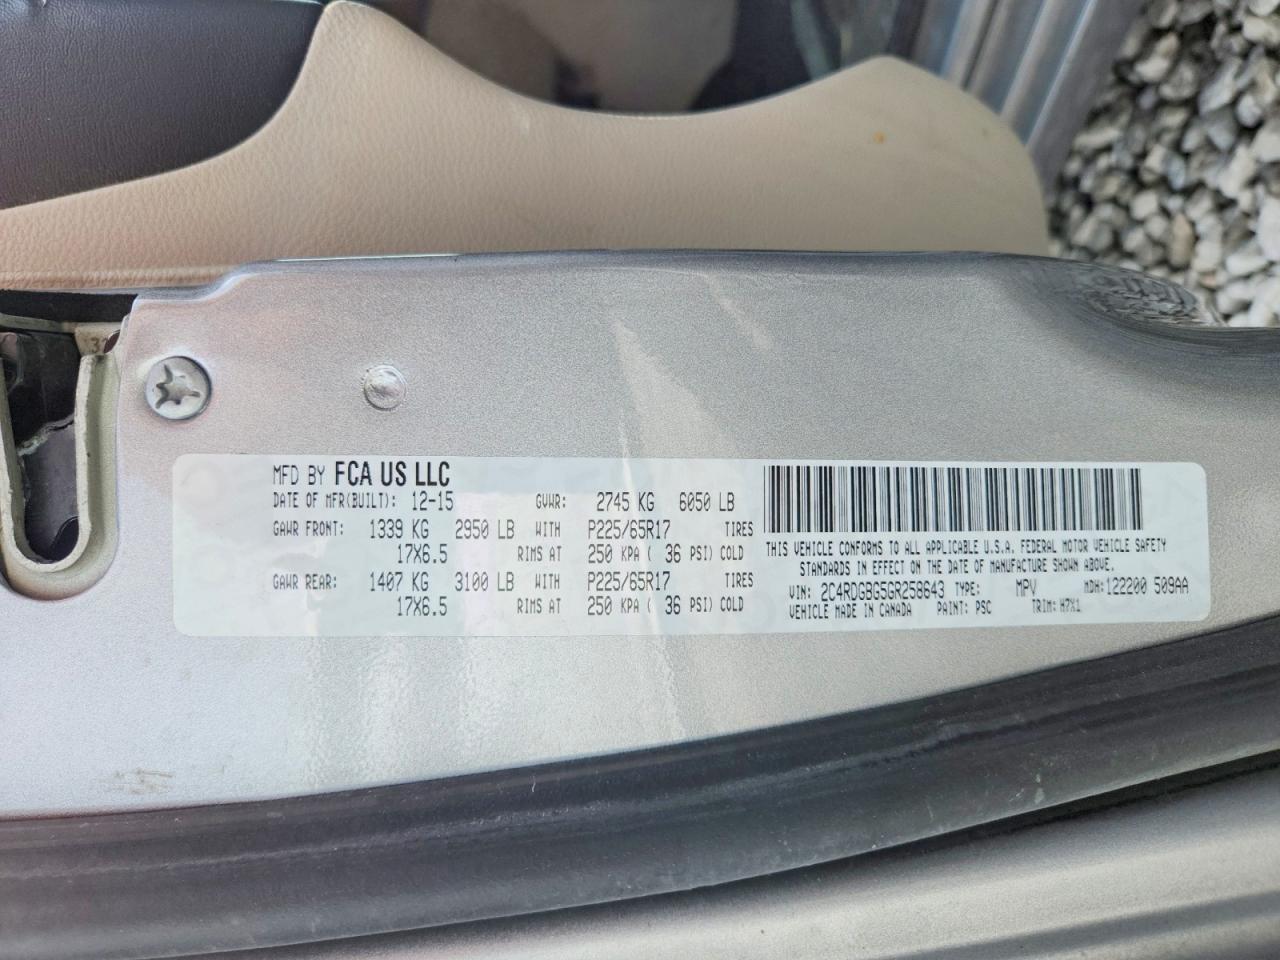 MFD BY FCA US LLC
DATE OF MFR(BUILT): 12-15 GVWR: 2745 KG 6050 LB
GAWR FRONT: 1339 KG 2950 LB WITH P225/65R17 TIRES
17X6.5 RIMS AT 250 KPA ( 36 PSI) COLD
GAWR REAR: 1407 KG 3100 LB WITH P225/65R17 TIRES
17X6.5 RIMS AT 250 KPA ( 36 PSI) COLD
THIS VEHICLE CONFORMS TO ALL APPLICABLE U.S.A. FEDERAL MOTOR VEHICLE SAFETY
STANDARDS IN EFFECT ON THE DATE OF MANUFACTURE SHOWN ABOVE.
VIN: 2C4RDGBG5GR258643 TYPE: MPV MDH: 122200 509AA
VEHICLE MADE IN CANADA PAINT: PSC TRIM: H7X1